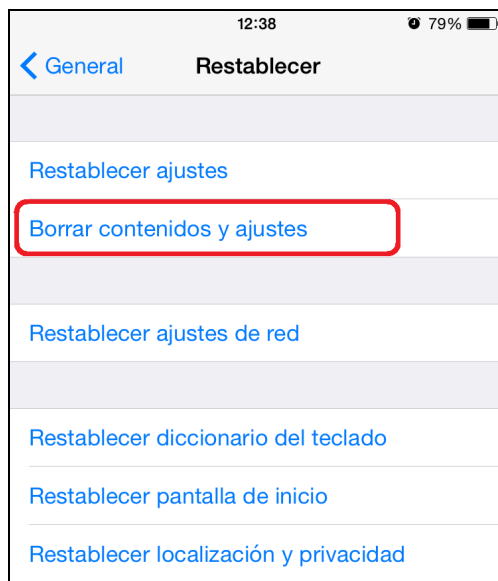 12:38
79%
General
Restablecer
Restablecer ajustes
Borrar contenidos y ajustes
Restablecer ajustes de red
Restablecer diccionario del teclado
Restablecer pantalla de inicio
Restablecer localización y privacidad